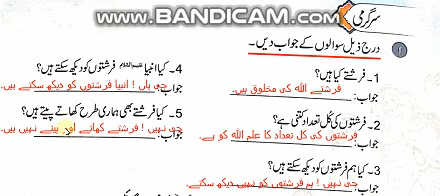 www.BANDICAM.com
سرگرمی
۱ درج ذیل سوالوں کے جواب دیں۔
1- فرشتے کیا ہیں؟
جواب: فرشتے اللہ کی مخلوق ہیں۔
2- فرشتوں کی کل تعداد کتنی ہے؟
جواب: فرشتوں کی کل تعداد کا علم اللہ کو ہے۔
3- کیا ہم فرشتوں کو دیکھ سکتے ہیں؟
جواب: جی نہیں! ہم فرشتوں کو نہیں دیکھ سکتے۔
4- کیا انبیا فرشتوں کو دیکھ سکتے ہیں؟
جواب: جی ہاں! انبیا فرشتوں کو دیکھ سکتے ہیں۔
5- کیا فرشتے بھی ہماری طرح کھاتے پیتے ہیں؟
جواب: جی نہیں! فرشتے کھاتے اور پیتے نہیں ہیں۔